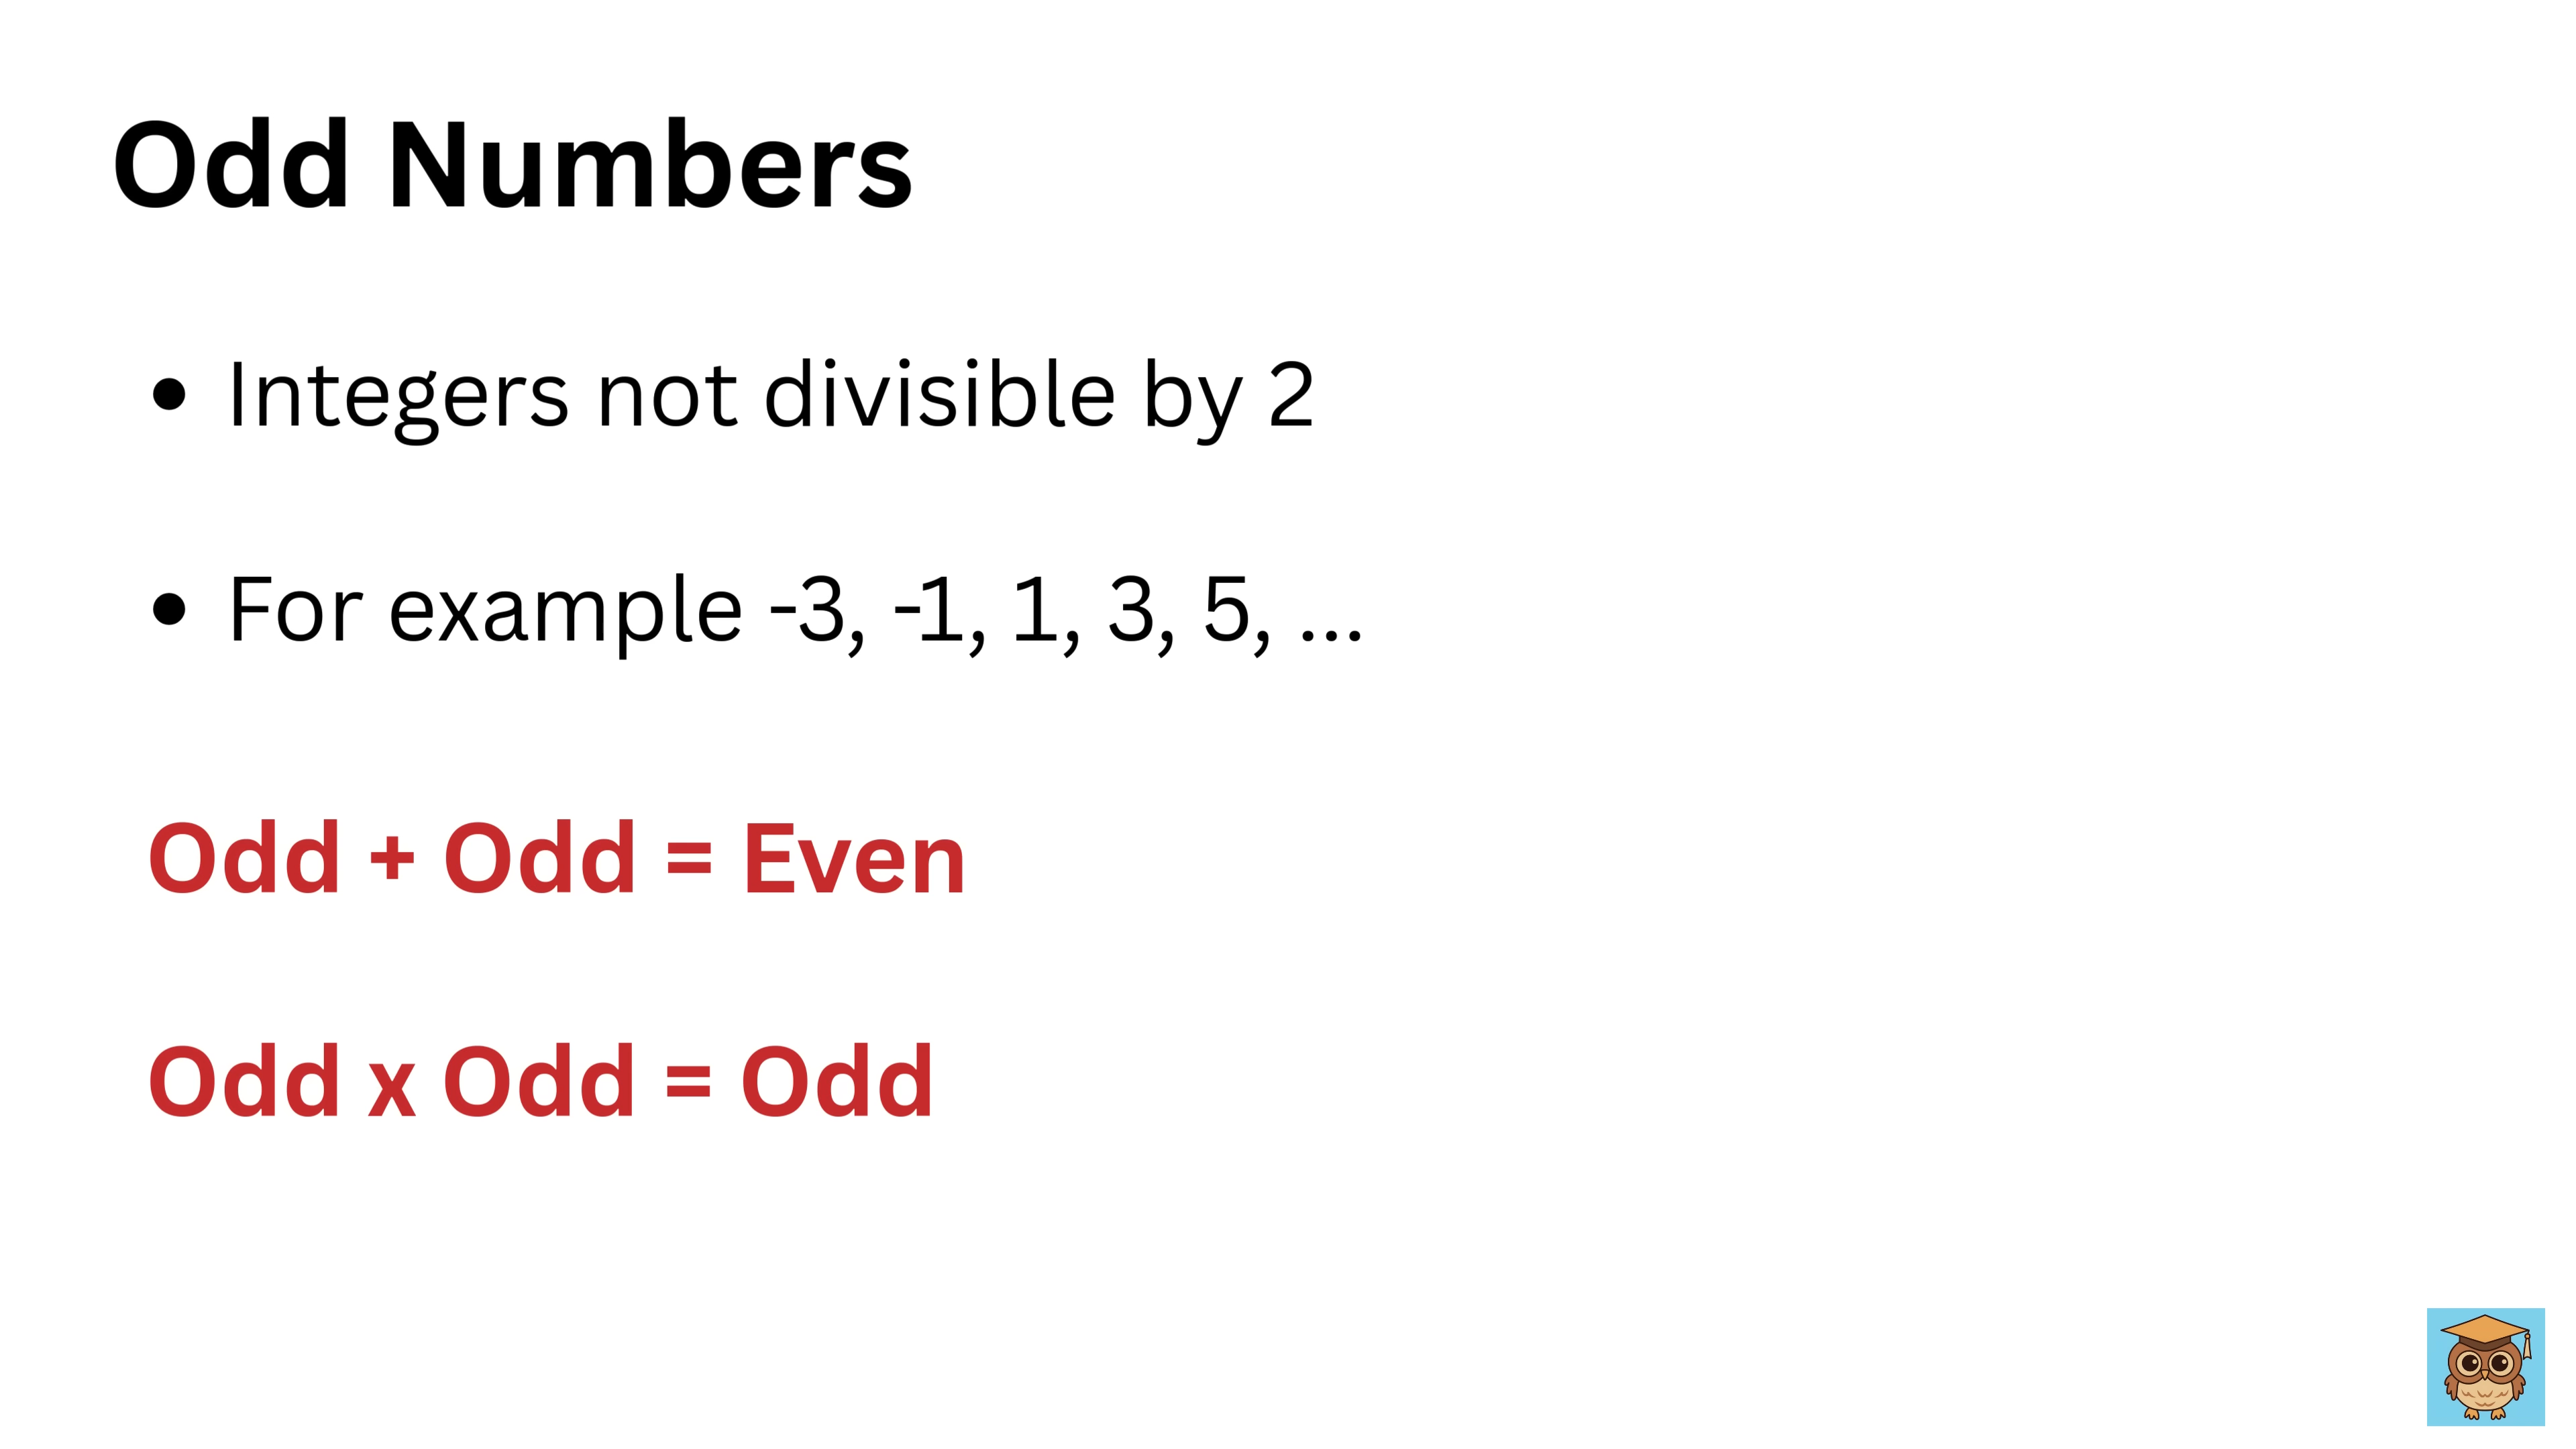 Odd Numbers
• Integers not divisible by 2
• For example -3, -1, 1, 3, 5, ...
Odd + Odd = Even
Odd x Odd = Odd